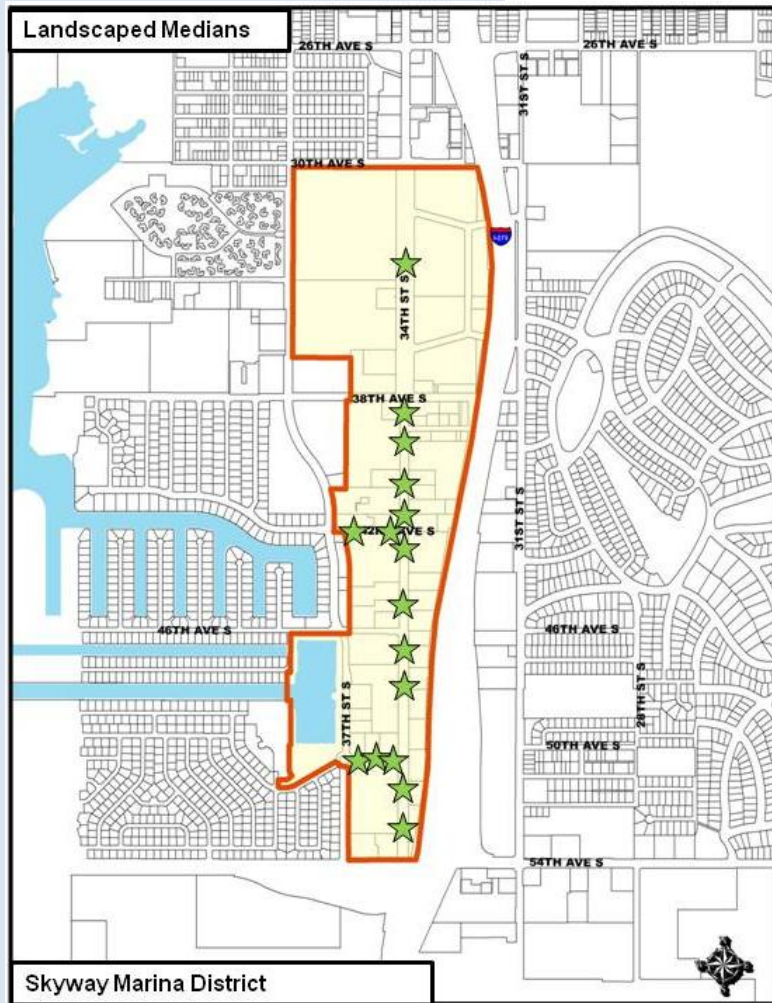 Landscaped Medians
26TH AVE S
26TH AVE S
31ST ST S
30TH AVE S
34TH ST S
38TH AVE S
AVE S
31ST ST S
46TH AVE S
46TH AVE S
28TH ST S
37TH ST S
50TH AVE S
54TH AVE S
Skyway Marina District